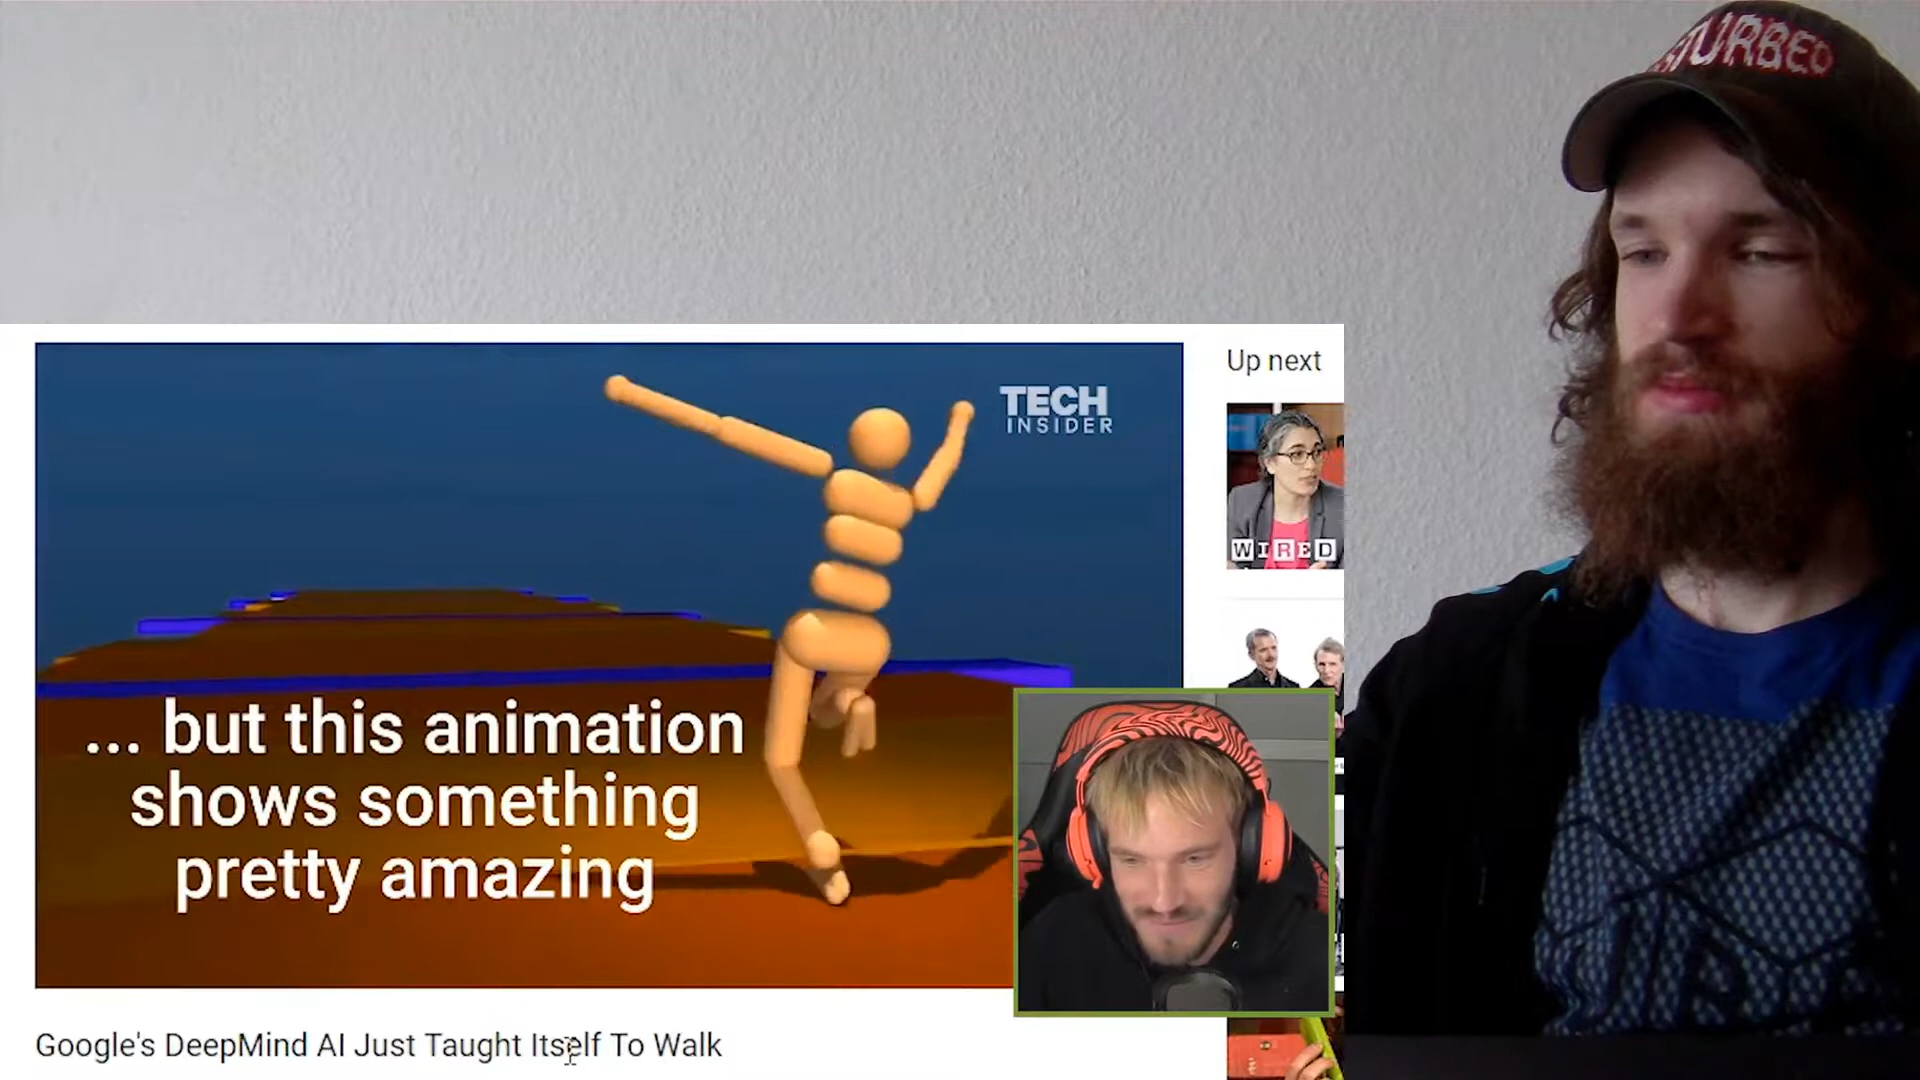 TURBED
Up next
TECH
INSIDER
WIRED
... but this animation
shows something
pretty amazing
Google's DeepMind AI Just Taught Itself To Walk